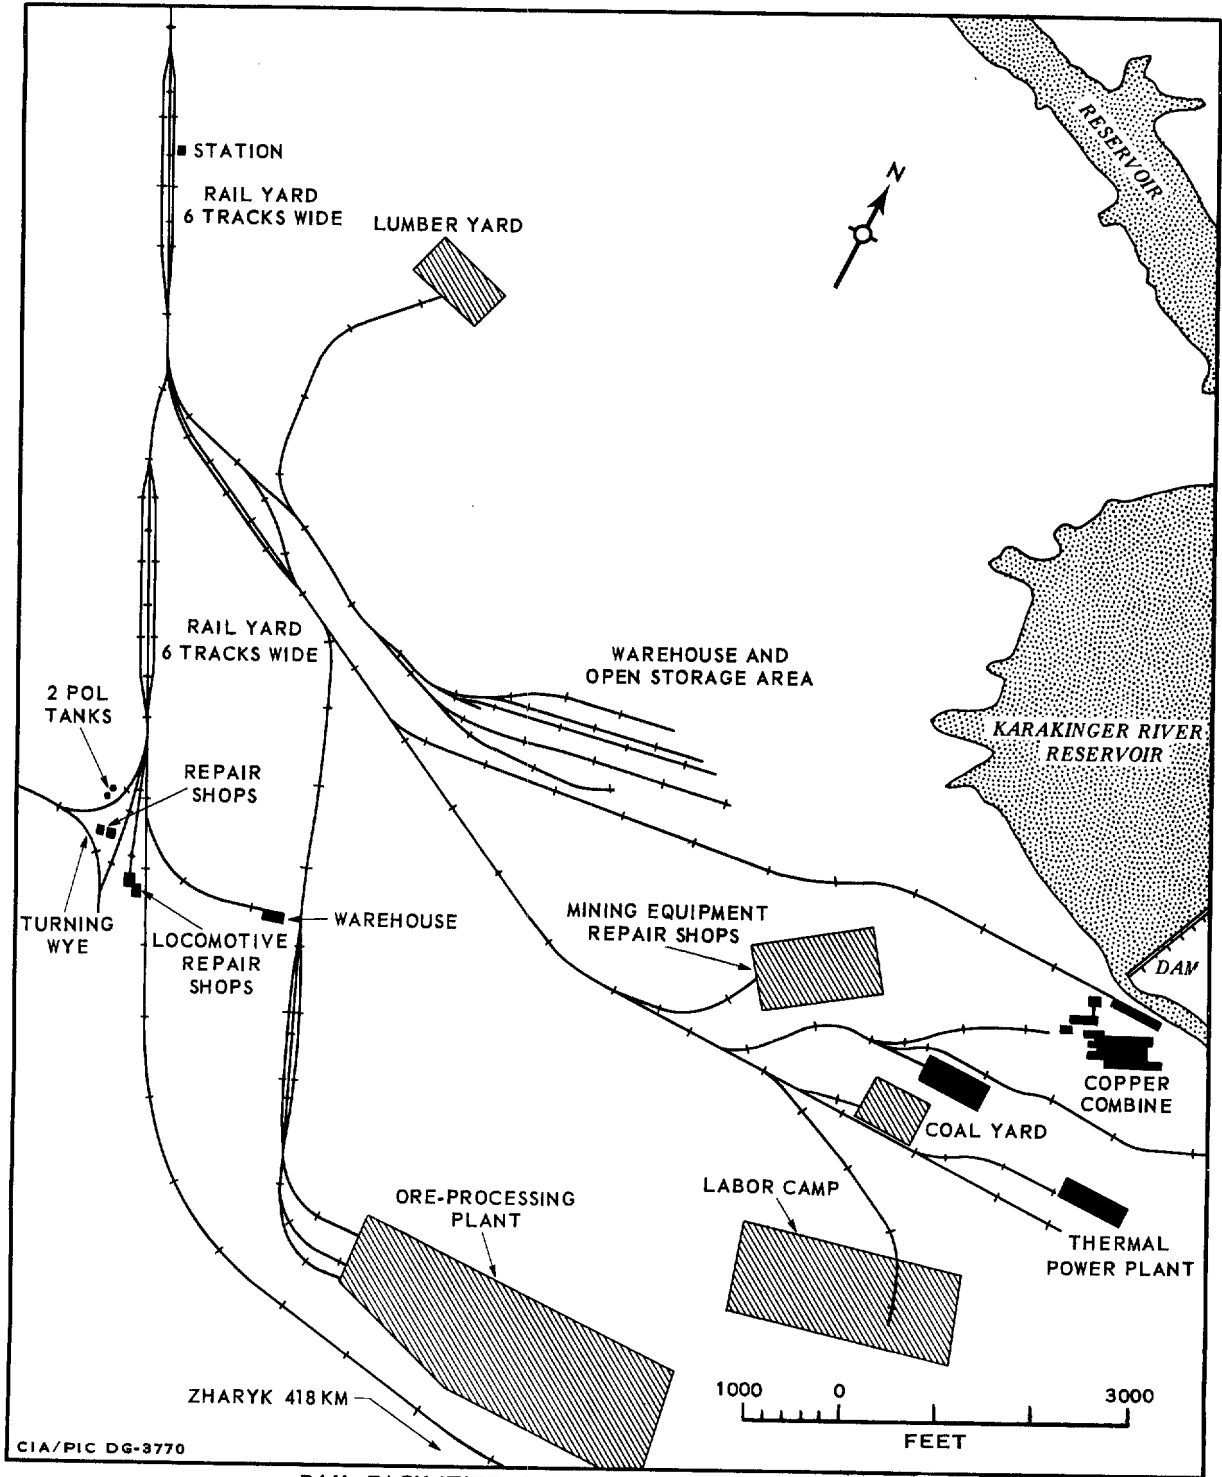 STATION
RAIL YARD
6 TRACKS WIDE
LUMBER YARD
N
RESERVOIR
RAIL YARD
6 TRACKS WIDE
WAREHOUSE AND
OPEN STORAGE AREA
2 POL
TANKS
KARAKINGER RIVER
RESERVOIR
REPAIR
SHOPS
TURNING
WYE
WAREHOUSE
LOCOMOTIVE
REPAIR
SHOPS
MINING EQUIPMENT
REPAIR SHOPS
DAM
COPPER
COMBINE
COAL YARD
LABOR CAMP
ORE-PROCESSING
PLANT
THERMAL
POWER PLANT
ZHARYK 418 KM
1000 0 3000
FEET
CIA/PIC DG-3770